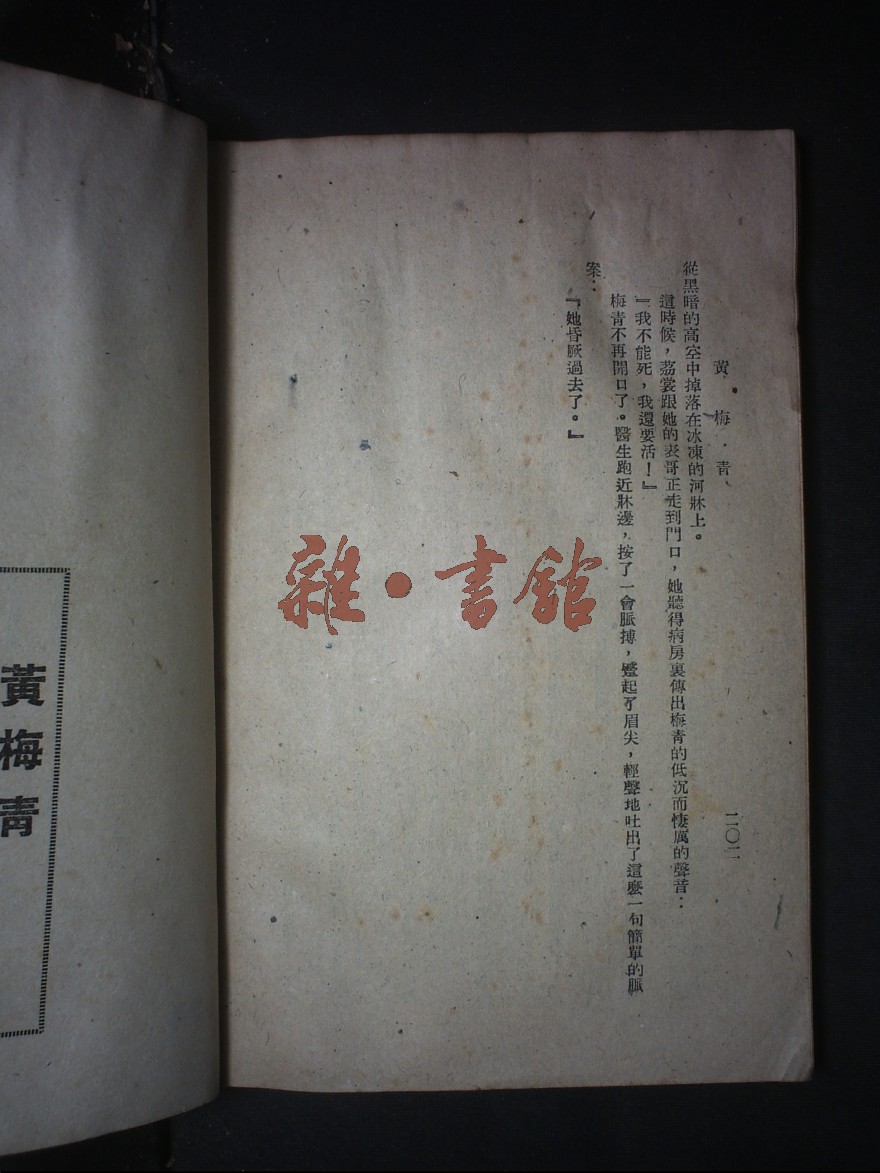 黃梅青
二〇二
從黑暗的高空中掉落在冰凍的河牀上。
這時候，荔裳跟她的表哥正走到門口，她聽得病房裏傳出梅青的低沉而悽厲的聲音：
『我不能死，我還要活！』
梅青不再開口了。醫生跑近牀邊，按了一會脈搏，蹙起了眉尖，輕聲地吐出了這麼一句簡單的脈
案：
『她昏厥過去了。』
雜·書館
黃梅青